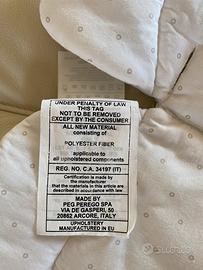 UNDER PENALTY OF LAW
THIS TAG
NOT TO BE REMOVED
EXCEPT BY THE CONSUMER
ALL NEW MATERIAL
consisting of
POLYESTER FIBER
applicable to
all upholstered components
REG. NO. C.A. 34197 (IT)
Certification is made by
the manufacturer that the
materials in this article are
described in accordance
with law.
MADE BY
PEG PEREGO SPA
VIA DE GASPERI, 50
20862 ARCORE, ITALY
UPHOLSTERY
MANUFACTURED IN EU